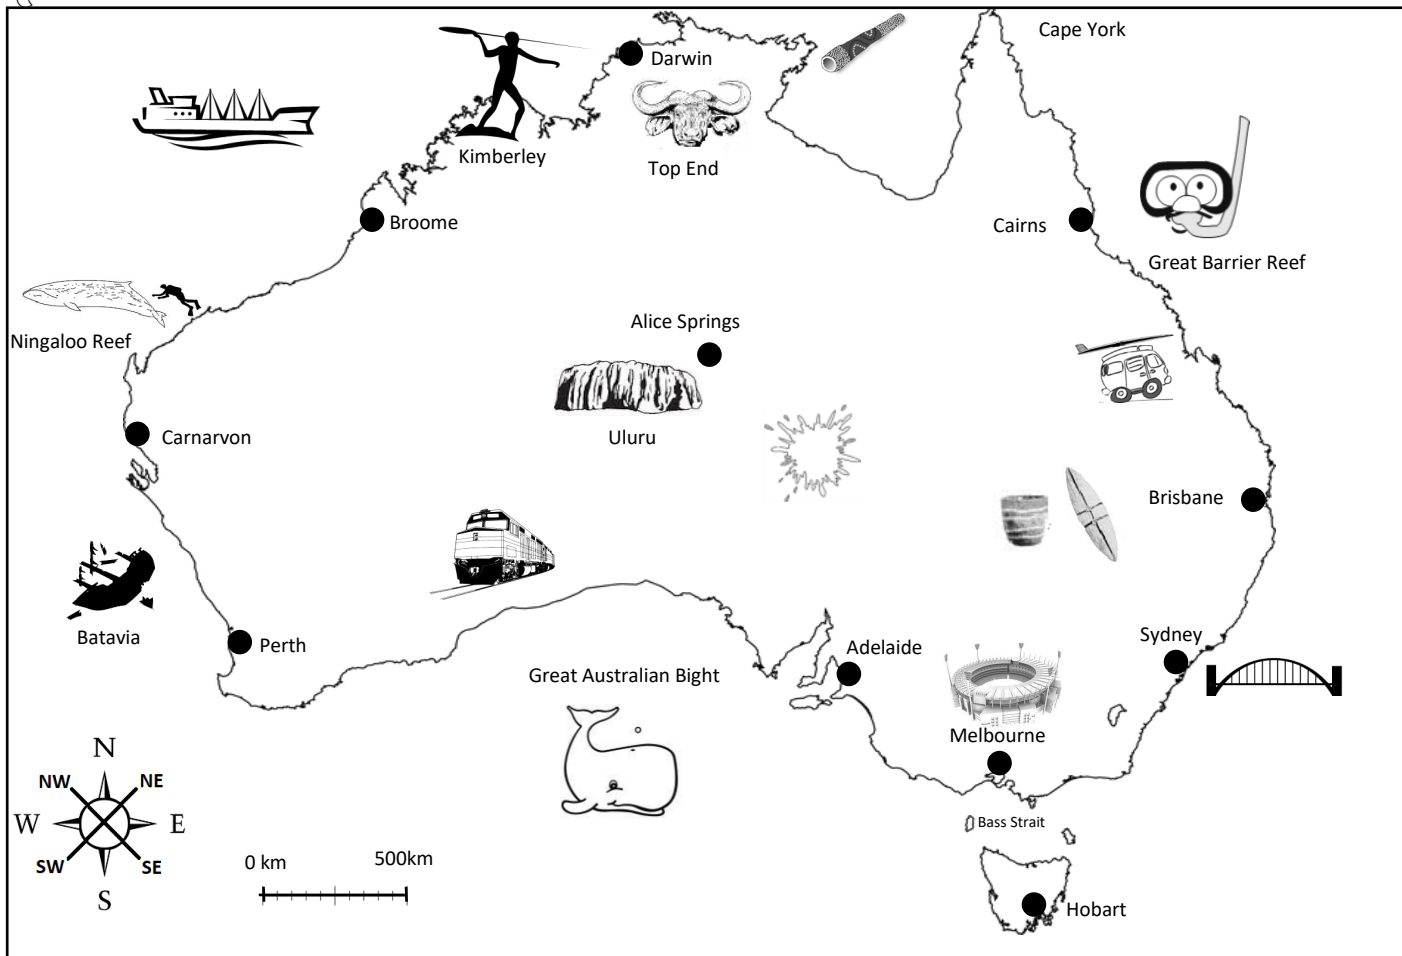 Cape York
Darwin
Kimberley
Top End
Broome
Cairns
Great Barrier Reef
Alice Springs
Ningaloo Reef
Uluru
Carnarvon
Brisbane
Batavia
Perth
Adelaide
Sydney
Great Australian Bight
Melbourne
N
NW
NE
W
E
SW
SE
S
Bass Strait
0 km
500km
Hobart